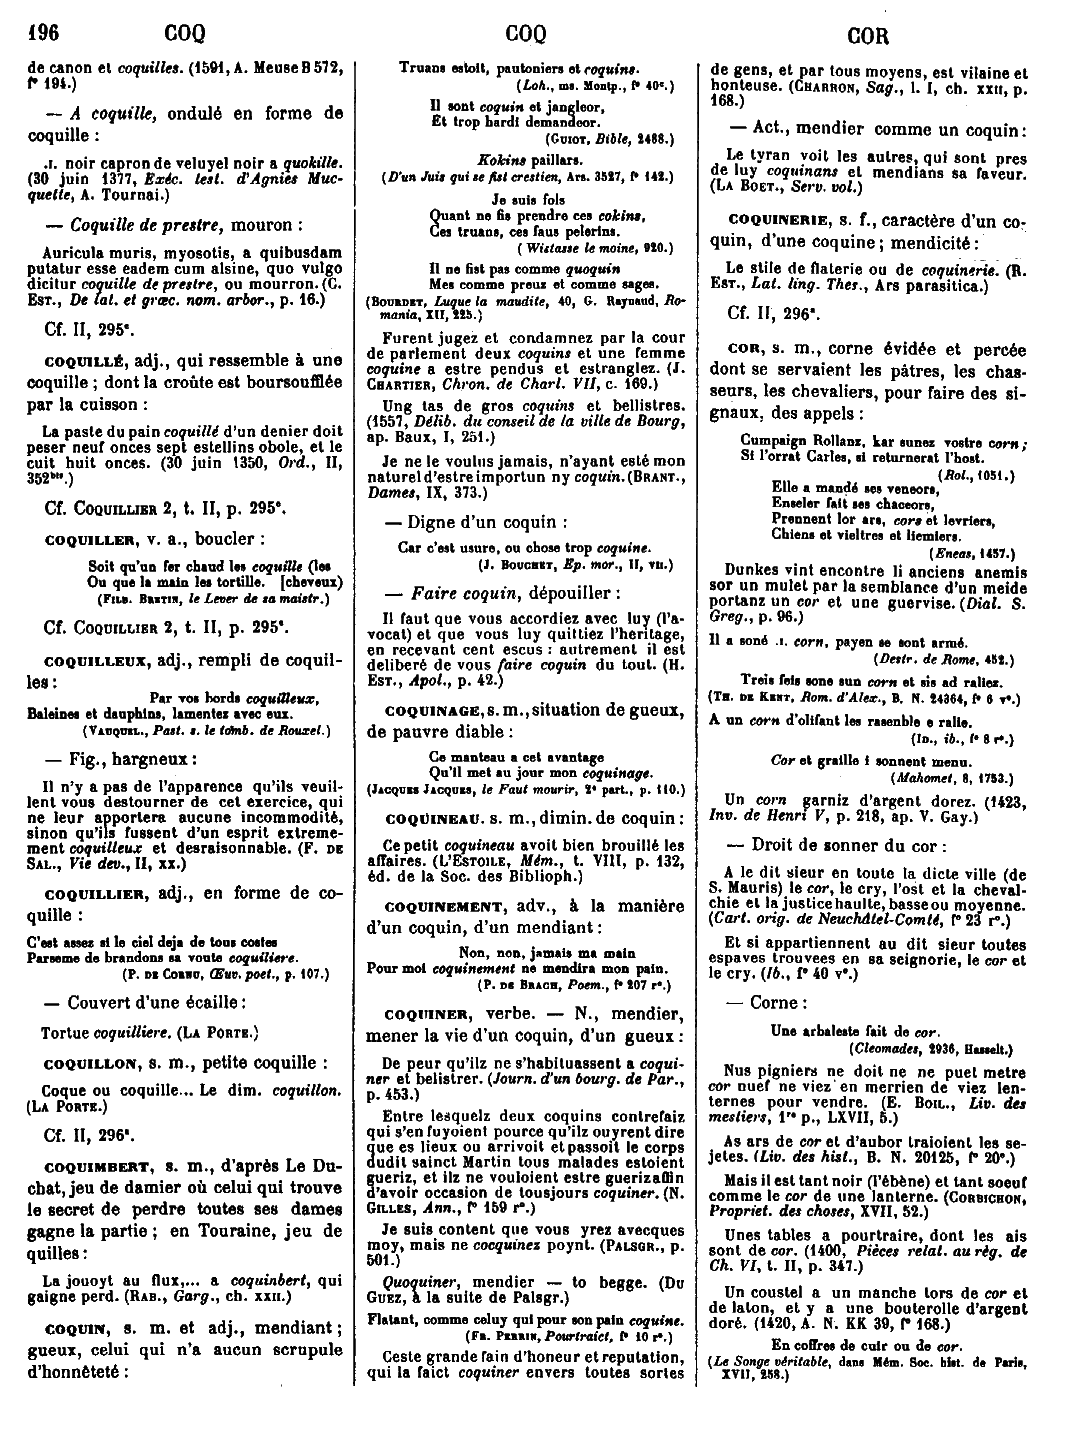 196 COQ COQ COR
de canon et coquilles. (1591, A. Meuse B 572,
f° 194.)
— A coquille, ondulé en forme de
coquille :
.I. noir capron de veluyel noir a quokille.
(30 juin 1377, Exéc. test. d'Agniès Muc-
quette, A. Tournai.)
— Coquille de prestre, mouron :
Auricula muris, myosotis, a quibusdam
putatur esse eadem cum alsine, quo vulgo
dicitur coquille de prestre, ou mourron. (C.
EST., De lat. et græc. nom. arbor., p. 16.)
Cf. II, 295ª.
COQUILLÉ, adj., qui ressemble à une
coquille ; dont la croûte est boursoufflée
par la cuisson :
La paste du pain coquillé d'un denier doit
peser neuf onces sept estellins obole, et le
cuit huit onces. (30 juin 1350, Ord., II,
352bis.)
Cf. COQUILLIER 2, t. II, p. 295ª.
COQUILLER, v. a., boucler :
Soit qu'un fer chaud les coquille (les
Ou que la main les tortille. [cheveux)
(FILB. BRETIN, le Lever de sa maistr.)
Cf. COQUILLIER 2, t. II, p. 295ª.
COQUILLEUX, adj., rempli de coquil-
les :
Par vos bords coquilleux,
Baleines et dauphins, lamentez avec eux.
(VAUQUEL., Past. s. le tomb. de Rouxel.)
— Fig., hargneux :
Il n'y a pas de l'apparence qu'ils veuil-
lent vous destourner de cet exercice, qui
ne leur apportera aucune incommodité,
sinon qu'ils fussent d'un esprit extreme-
ment coquilleux et desraisonnable. (F. DE
SAL., Vie dev., II, XX.)
COQUILLIER, adj., en forme de co-
quille :
C'est assez si le ciel deja de tous costes
Parseme de brandons sa voute coquiliere.
(P. DE CORNU, Œuv. poet., p. 107.)
— Couvert d'une écaille :
Tortue coquilliere. (LA PORTE.)
COQUILLON, s. m., petite coquille :
Coque ou coquille... Le dim. coquillon.
(LA PORTE.)
Cf. II, 296ª.
COQUIMBERT, s. m., d'après Le Du-
chat, jeu de damier où celui qui trouve
le secret de perdre toutes ses dames
gagne la partie ; en Touraine, jeu de
quilles :
La jouoyt au flux,... a coquinbert, qui
gaigne perd. (RAB., Garg., ch. XXII.)
COQUIN, s. m. et adj., mendiant ;
gueux, celui qui n'a aucun scrupule
d'honnêteté :
Truans estoit, pautoniers et coquins.
(Loh., ms. Montp., f° 40c.)
Il sont coquin et jangleor,
Et trop hardi demandeor.
(GUIOT, Bible, 2488.)
Kokins paillars.
(D'un Juis qui se fist crestien, Ars. 3527, f° 142.)
Je suis fols
Quant ne fis prendre ces cokins,
Ces truans, ces faus pelerins.
(Wistasse le moine, 920.)
Il ne fist pas comme quoquin
Mes comme preux et comme sages.
(BOURDET, Luque la maudite, 40, G. Raynaud, Ro-
mania, XII, 225.)
Furent jugez et condamnez par la cour
de parlement deux coquins et une femme
coquine a estre pendus et estranglez. (J.
CHARTIER, Chron. de Charl. VII, c. 169.)
Ung tas de gros coquins et bellistres.
(1557, Délib. du conseil de la ville de Bourg,
ap. Baux, I, 251.)
Je ne le voulus jamais, n'ayant esté mon
naturel d'estre importun ny coquin. (BRANT.,
Dames, IX, 373.)
— Digne d'un coquin :
Car c'est usure, ou chose trop coquine.
(J. BOUCHET, Ep. mor., II, VII.)
— Faire coquin, dépouiller :
Il faut que vous accordiez avec luy (l'a-
vocat) et que vous luy quittiez l'heritage,
en recevant cent escus : autrement il est
deliberé de vous faire coquin du tout. (H.
EST., Apol., p. 42.)
COQUINAGE, s. m., situation de gueux,
de pauvre diable :
Ce manteau a cet avantage
Qu'il met au jour mon coquinage.
(JACQUES JACQUES, le Faut mourir, 2e part., p. 110.)
COQUINEAU. s. m., dimin. de coquin :
Ce petit coquineau avoit bien brouillé les
affaires. (L'ESTOILE, Mém., t. VIII, p. 132,
éd. de la Soc. des Biblioph.)
COQUINEMENT, adv., à la manière
d'un coquin, d'un mendiant :
Non, non, jamais ma main
Pour moi coquinement ne mendira mon pain.
(P. DE BRACH, Poem., f° 207 r°.)
COQUINER, verbe. — N., mendier,
mener la vie d'un coquin, d'un gueux :
De peur qu'ilz ne s'habituassent a coqui-
ner et belistrer. (Journ. d'un bourg. de Par.,
p. 453.)
Entre lesquelz deux coquins contrefaiz
qui s'en fuyoient pource qu'ilz ouyrent dire
que es lieux ou arrivoit et passoit le corps
dudit sainct Martin tous malades estoient
gueriz, et ilz ne vouloient estre guerizaffin
d'avoir occasion de tousjours coquiner. (N.
GILLES, Ann., f° 159 r°.)
Je suis content que vous yrez avecques
moy, mais ne cocquinez poynt. (PALSGR., p.
501.)
Quoquiner, mendier — to begge. (DU
GUEZ, à la suite de Palsgr.)
Flatant, comme celuy qui pour son pain coquine.
(FR. PERRIN, Pourtraict, f° 10 r°.)
Ceste grande fain d'honeur et reputation,
qui la faict coquiner envers toutes sortes
de gens, et par tous moyens, est vilaine et
honteuse. (CHARRON, Sag., l. I, ch. XXII, p.
168.)
— Act., mendier comme un coquin :
Le tyran voit les autres, qui sont pres
de luy coquinans et mendians sa faveur.
(LA BOET., Serv. vol.)
COQUINERIE, s. f., caractère d'un co-
quin, d'une coquine ; mendicité :
Le stile de flaterie ou de coquinerie. (R.
EST., Lat. ling. Thes., Ars parasitica.)
Cf. II, 296ª.
COR, s. m., corne évidée et percée
dont se servaient les pâtres, les chas-
seurs, les chevaliers, pour faire des si-
gnaux, des appels :
Cumpaign Rollanz, kar sunez vostre corn ;
Si l'orrat Carles, si returnerat l'host.
(Rol., 1051.)
Elle a mandé ses veneors,
Enseler fait ses chaceors,
Prennent lor ars, cors et levriers,
Chiens et vieltres et liemiers.
(Eneas, 1457.)
Dunkes vint encontre li anciens anemis
sor un mulet par la semblance d'un meide
portanz un cor et une guervise. (Dial. S.
Greg., p. 96.)
Il a soné .I. corn, payen se sont armé.
(Destr. de Rome, 452.)
Treis feis sone sun corn et sis ad raliez.
(TH. DE KENT, Rom. d'Alex., B. N. 24364, f° 6 v°.)
A un corn d'olifant les rasenble e ralie.
(ID., ib., f° 8 r°.)
Cor et graille i sonnent menu.
(Mahomet, 8, 1753.)
Un corn garniz d'argent dorez. (1423,
Inv. de Henri V, p. 218, ap. V. Gay.)
— Droit de sonner du cor :
A le dit sieur en toute la dicte ville (de
S. Mauris) le cor, le cry, l'ost et la cheval-
chie et la justice haulte, basse ou moyenne.
(Cart. orig. de Neuchâtel-Comté, f° 23 r°.)
Et si appartiennent au dit sieur toutes
espaves trouvees en sa seignorie, le cor et
le cry. (Ib., f° 40 v°.)
— Corne :
Une arbaleste fait de cor.
(Cleomades, 2936, Hasselt.)
Nus pigniers ne doit ne ne puet metre
cor nuef ne viez en merrien de viez len-
ternes pour vendre. (E. BOIL., Liv. des
mestiers, 1re p., LXVII, 5.)
As ars de cor et d'aubor traioient les se-
jetes. (Liv. des hist., B. N. 20125, f° 20c.)
Mais il est tant noir (l'ébène) et tant soeuf
comme le cor de une lanterne. (CORBICHON,
Propriet. des choses, XVII, 52.)
Unes tables a pourtraire, dont les ais
sont de cor. (1400, Pièces relat. au règ. de
Ch. VI, t. II, p. 347.)
Un coustel a un manche tors de cor et
de laton, et y a une bouterolle d'argent
doré. (1420, A. N. KK 39, f° 168.)
En coffres de cuir ou de cor.
(Le Songe véritable, dans Mém. Soc. hist. de Paris,
XVII, 258.)